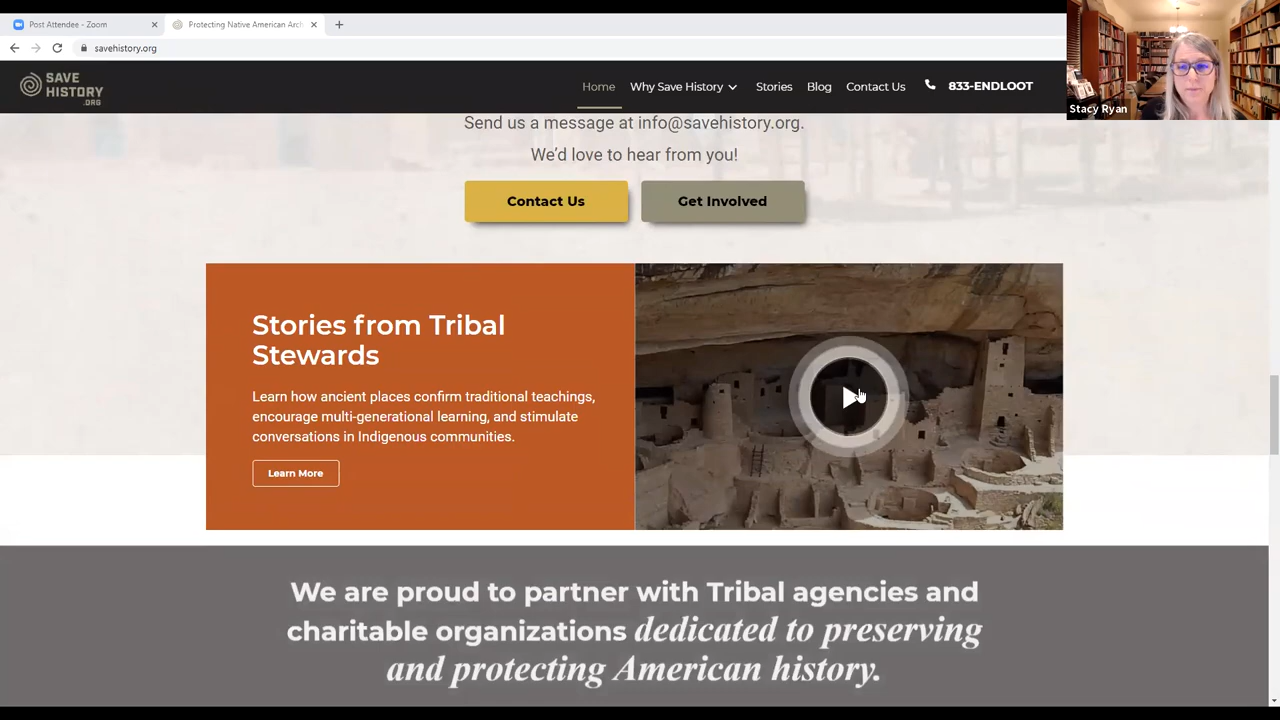 Post Attendee - Zoom
Protecting Native American Arch
savehistory.org
SAVE
HISTORY
.ORG
Home
Why Save History
Stories
Blog
Contact Us
833-ENDLOOT
Stacy Ryan
Send us a message at info@savehistory.org.
We'd love to hear from you!
Contact Us
Get Involved
Stories from Tribal
Stewards
Learn how ancient places confirm traditional teachings,
encourage multi-generational learning, and stimulate
conversations in Indigenous communities.
Learn More
We are proud to partner with Tribal agencies and
charitable organizations dedicated to preserving
and protecting American history.